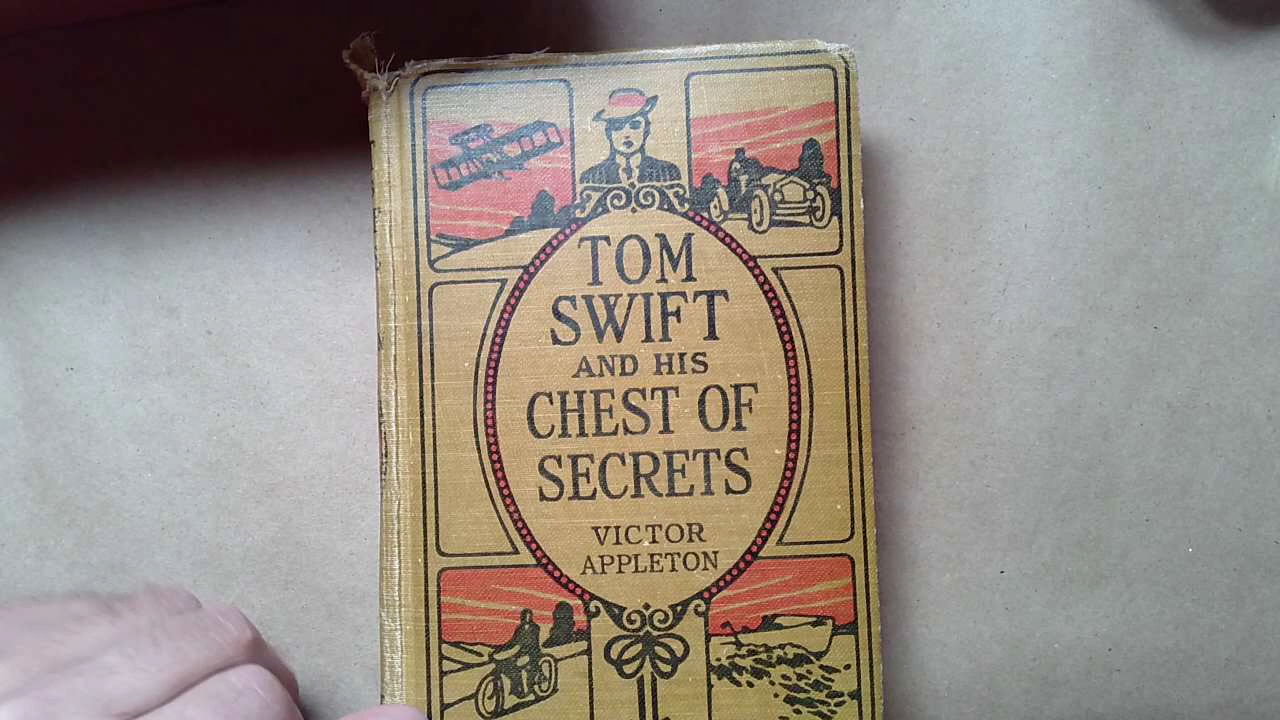 TOM
SWIFT
AND HIS
CHEST OF
SECRETS
VICTOR
APPLETON